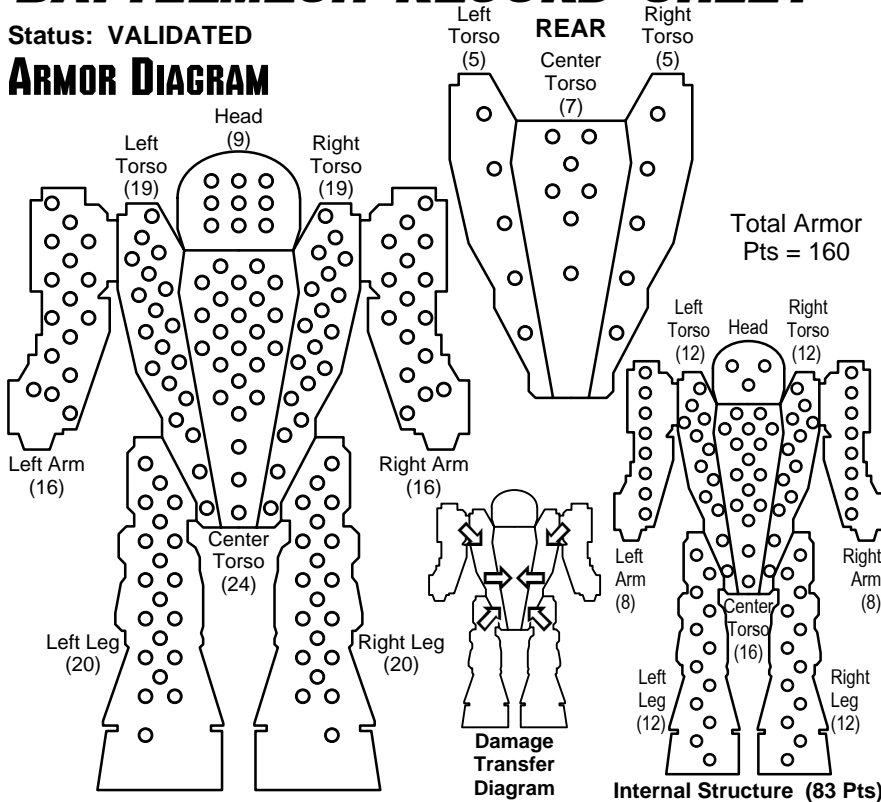 BATTLEMECH RECORD SHEET
Status: VALIDATED
ARMOR DIAGRAM
Head
(9)
Left
Torso
(19)
Right
Torso
(19)
Left Arm
(16)
Right Arm
(16)
Center
Torso
(24)
Left Leg
(20)
Right Leg
(20)
REAR
Left
Torso
(5)
Center
Torso
(7)
Right
Torso
(5)
Total Armor
Pts = 160
Left
Torso
(12)
Head
Right
Torso
(12)
Left
Arm
(8)
Right
Arm
(8)
Center
Torso
(16)
Left
Leg
(12)
Right
Leg
(12)
Damage
Transfer
Diagram
Internal Structure (83 Pts)